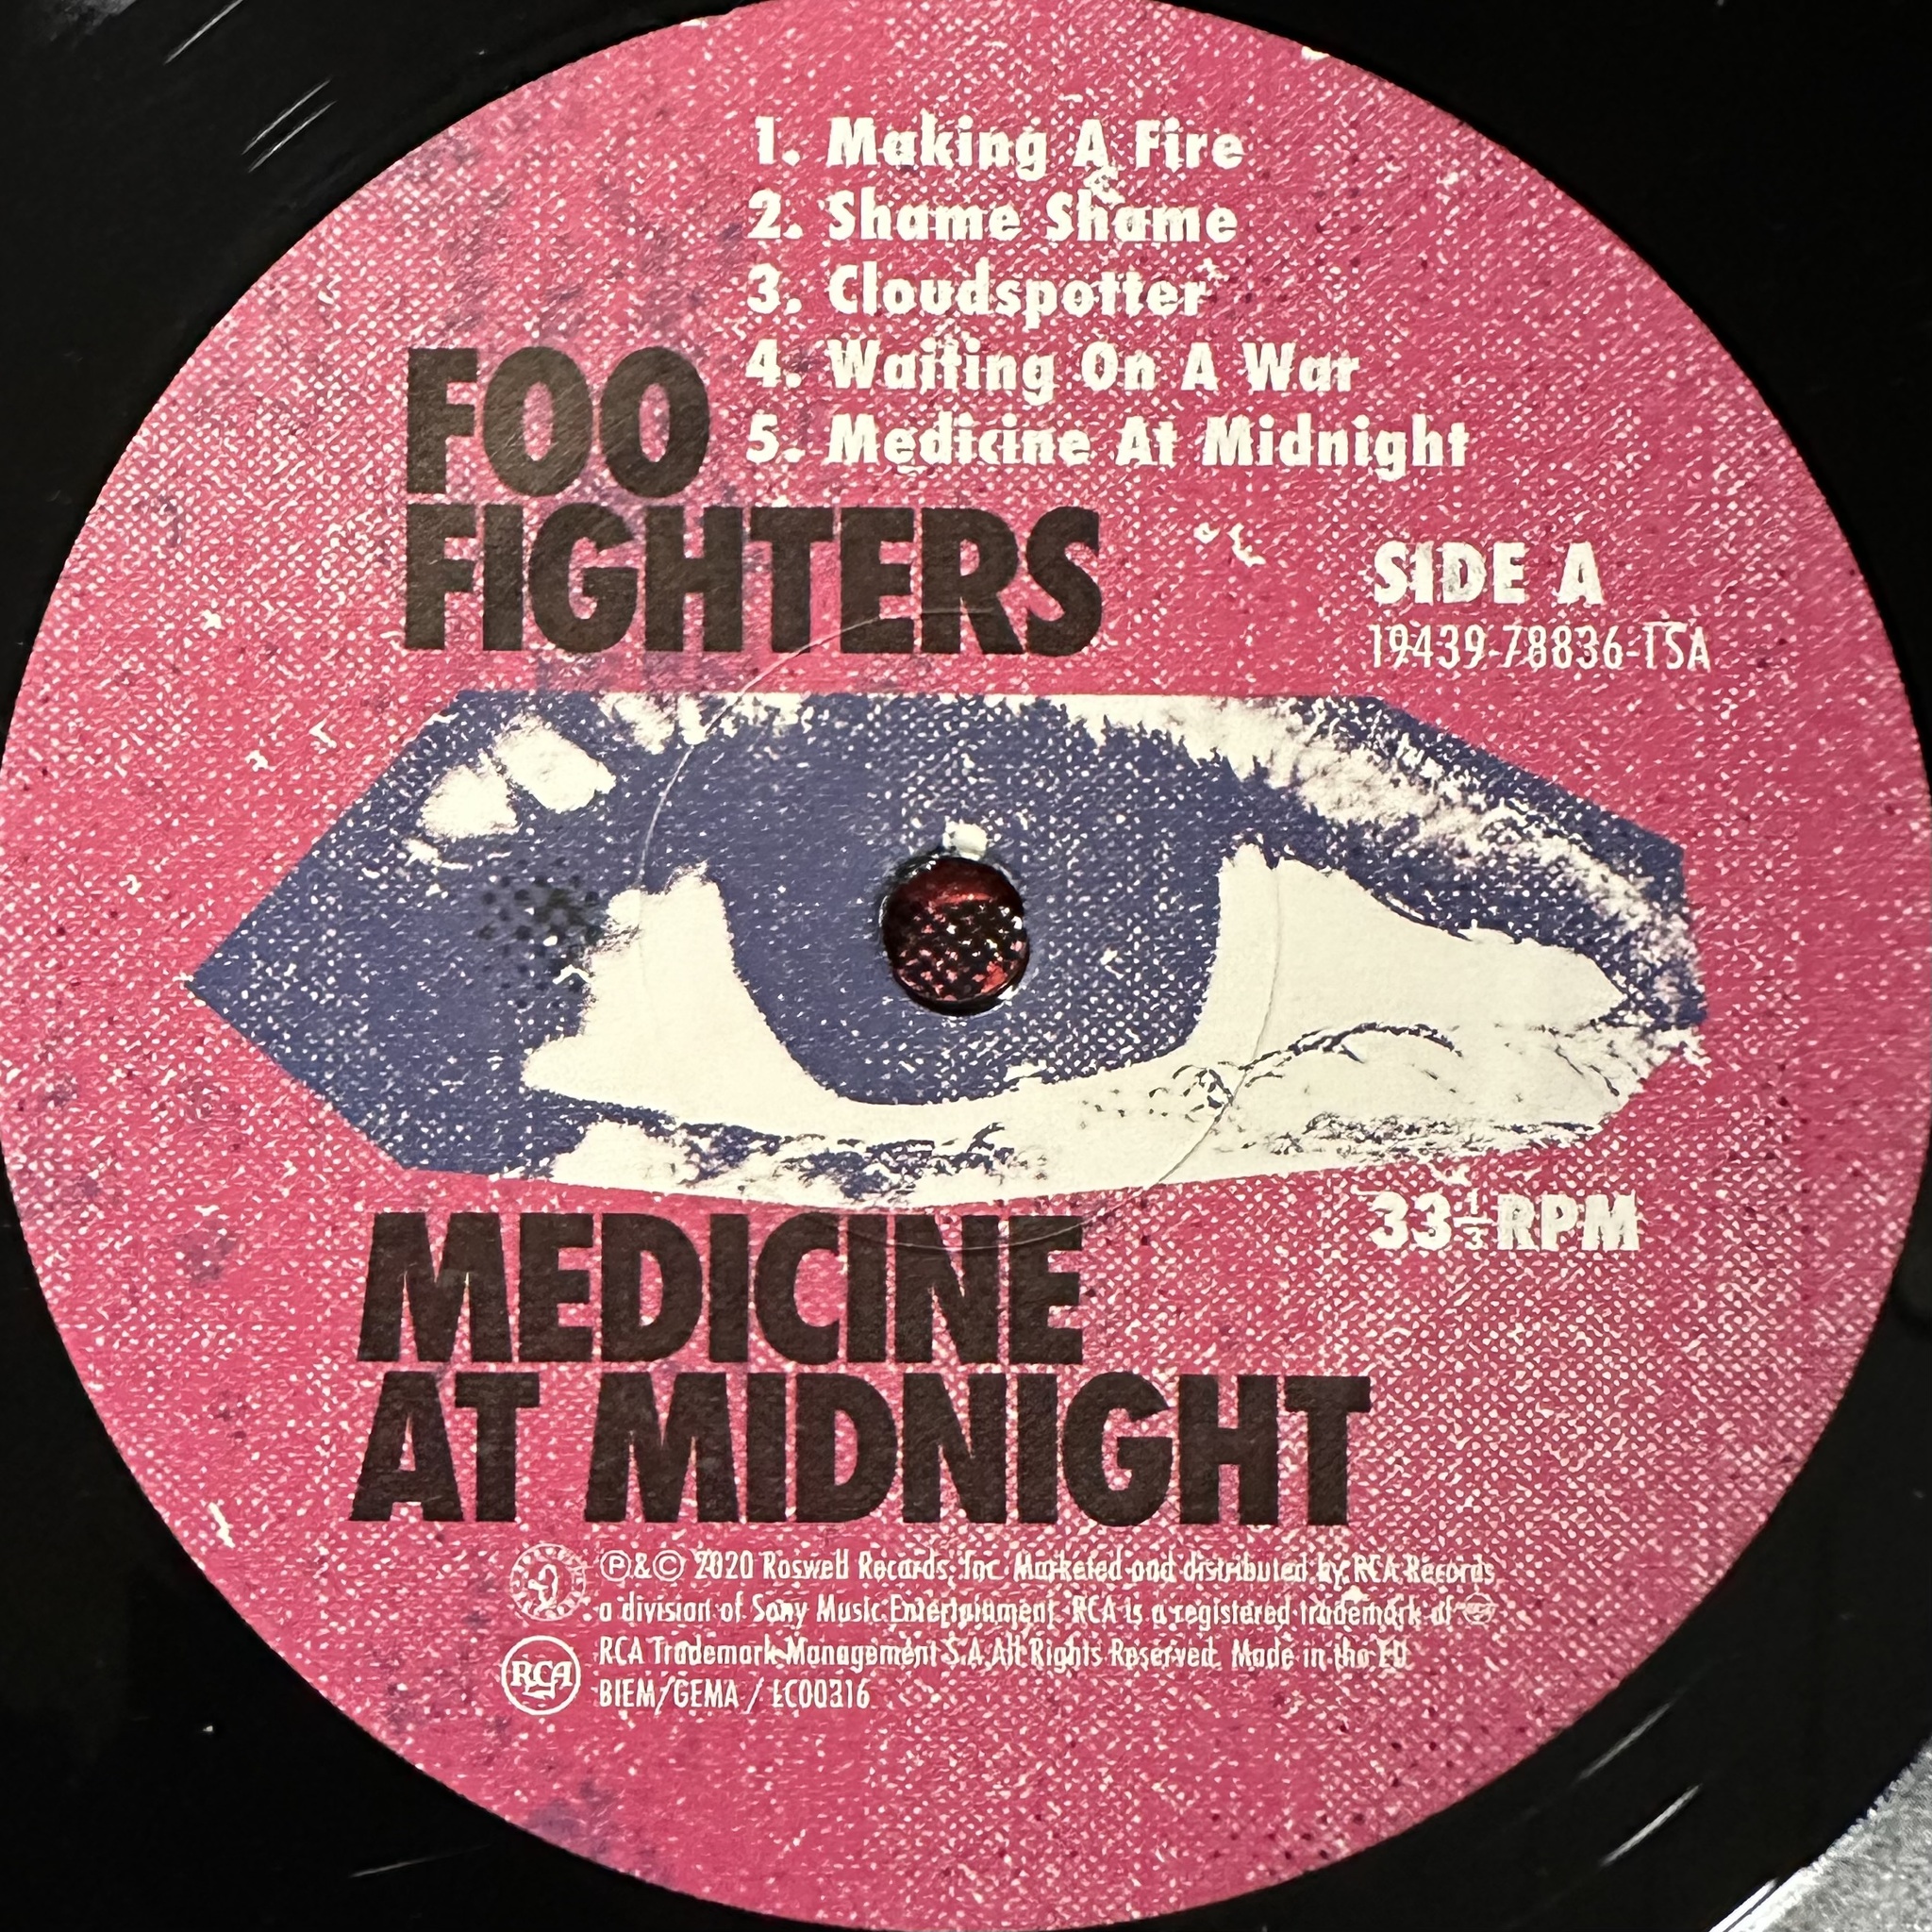 1. Making A Fire
2. Shame Shame
3. Cloudspotter
4. Waiting On A War
5. Medicine At Midnight
FOO
FIGHTERS
SIDE A
19439-78836-1SA
33 1/3 RPM
MEDICINE
AT MIDNIGHT
℗&© 2020 Roswell Records, Inc. Marketed and distributed by RCA Records,
a division of Sony Music Entertainment. RCA is a registered trademark of
RCA Trademark Management S.A. All Rights Reserved. Made in the EU
RCA
BIEM/GEMA / LC00316